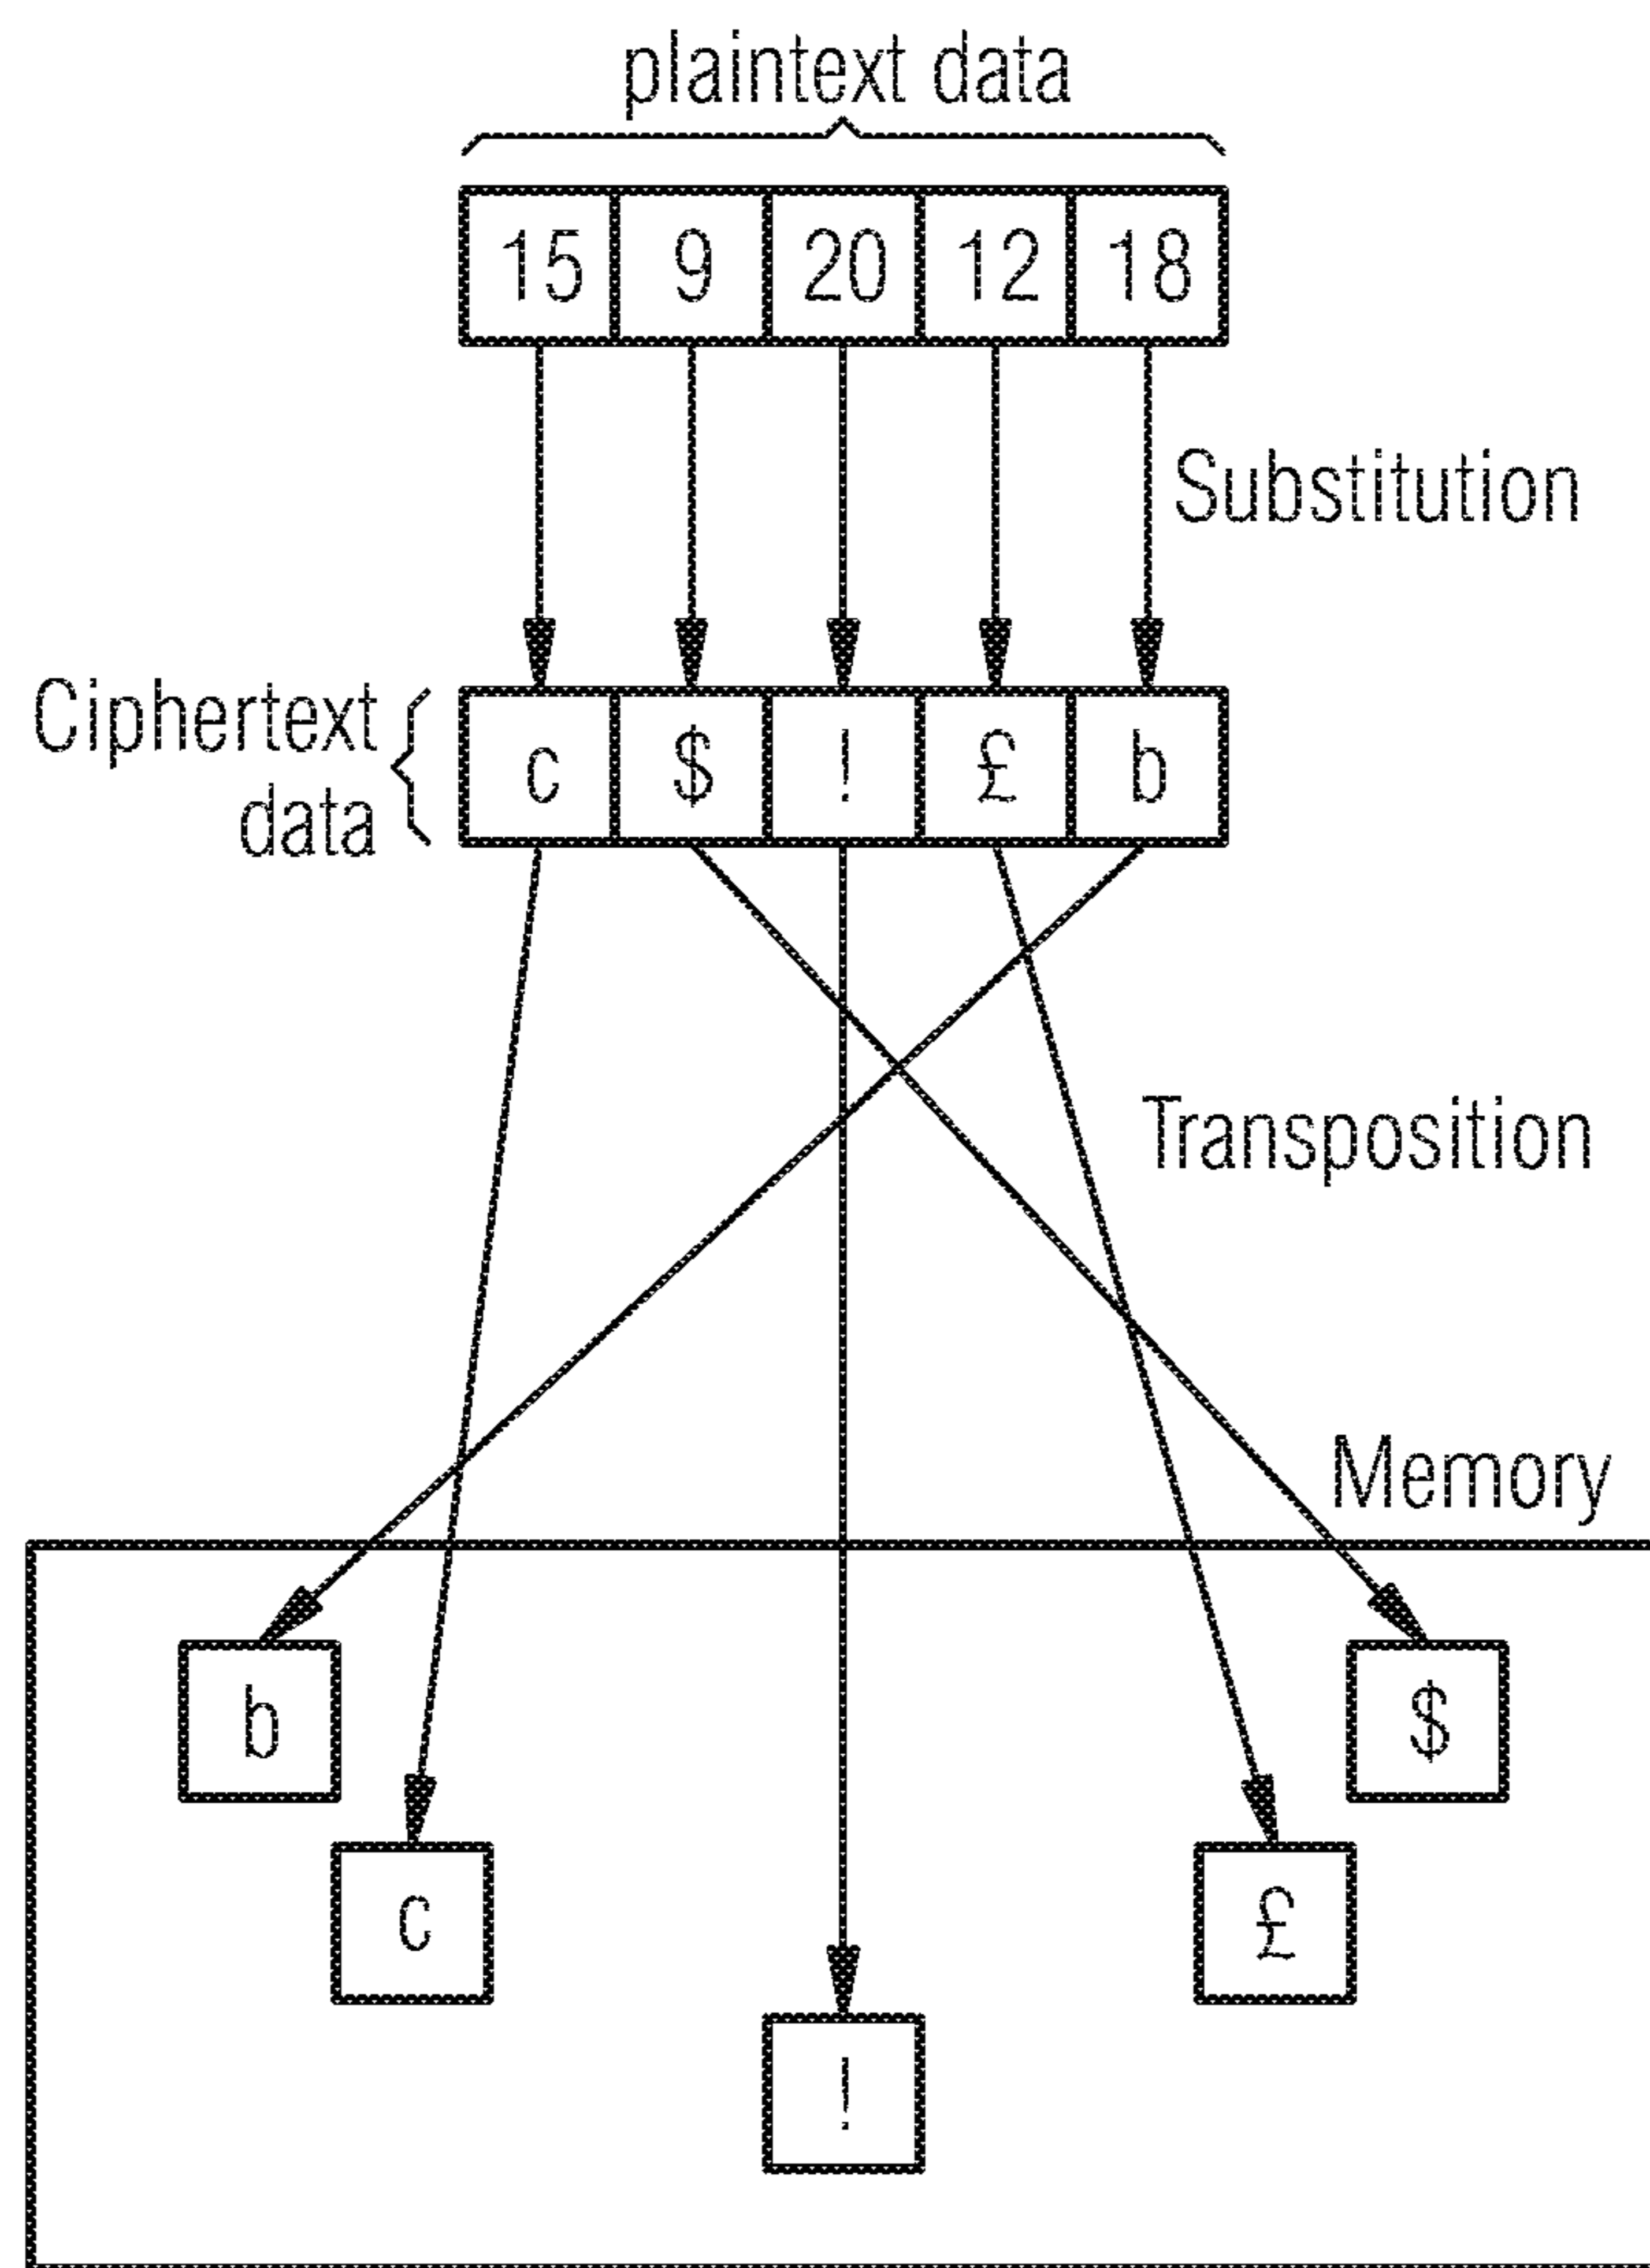 plaintext data
15 9 20 12 18
Substitution
Ciphertext
data
c $ ! £ b
Transposition
Memory
b
$
c
£
!